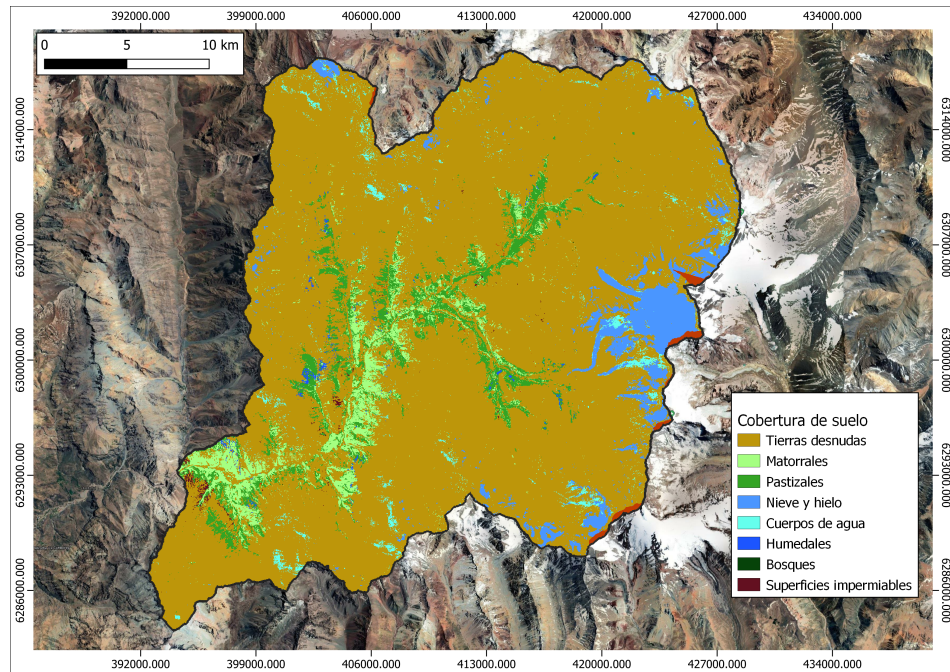 392000.000 399000.000 406000.000 413000.000 420000.000 427000.000 434000.000
0 5 10 km
6314000.000 6314000.000
6307000.000 6307000.000
6300000.000 6300000.000
6293000.000 6293000.000
6286000.000 6286000.000
Cobertura de suelo
Tierras desnudas
Matorrales
Pastizales
Nieve y hielo
Cuerpos de agua
Humedales
Bosques
Superficies impermiables
392000.000 399000.000 406000.000 413000.000 420000.000 427000.000 434000.000